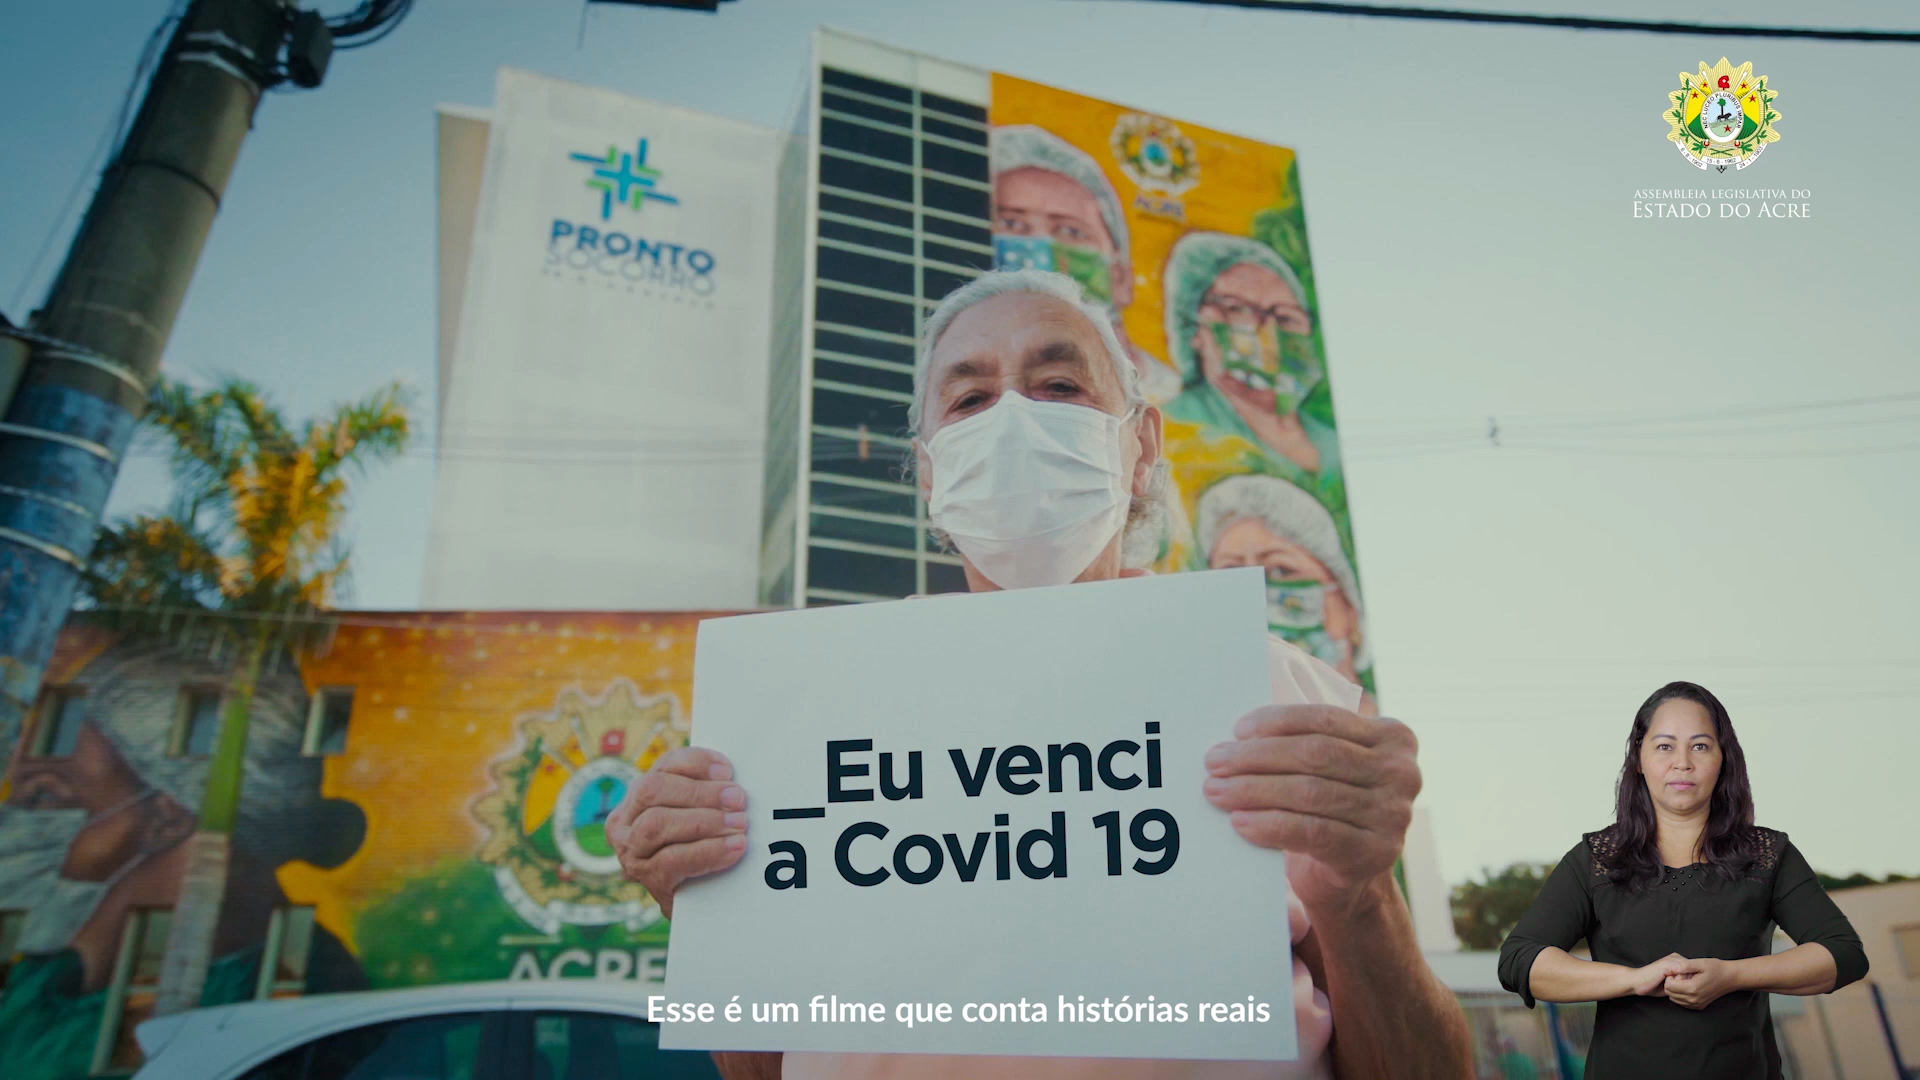 ASSEMBLEIA LEGISLATIVA DO
ESTADO DO ACRE
PRONTO
SOCORRO
ACRE
_Eu venci
a Covid 19
ACRE
Esse é um filme que conta histórias reais